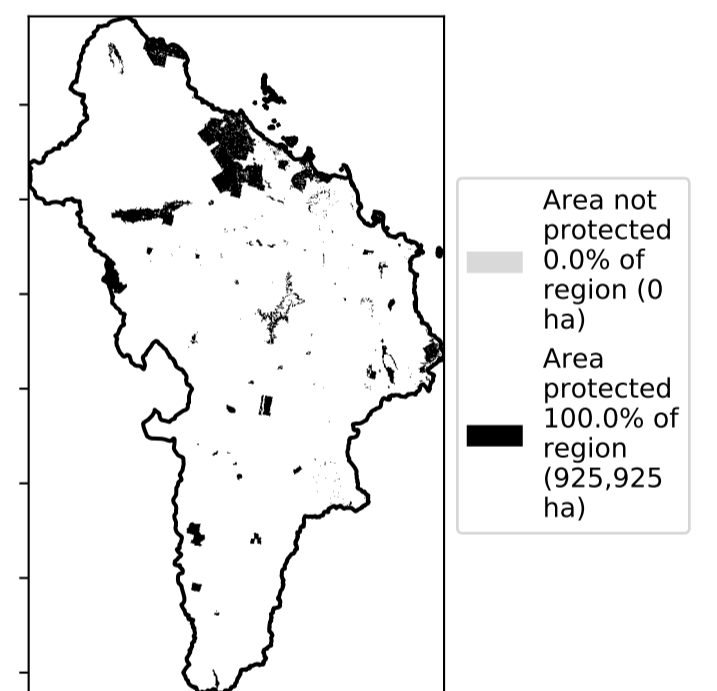 Area not
protected
0.0% of
region (0
ha)
Area
protected
100.0% of
region
(925,925
ha)